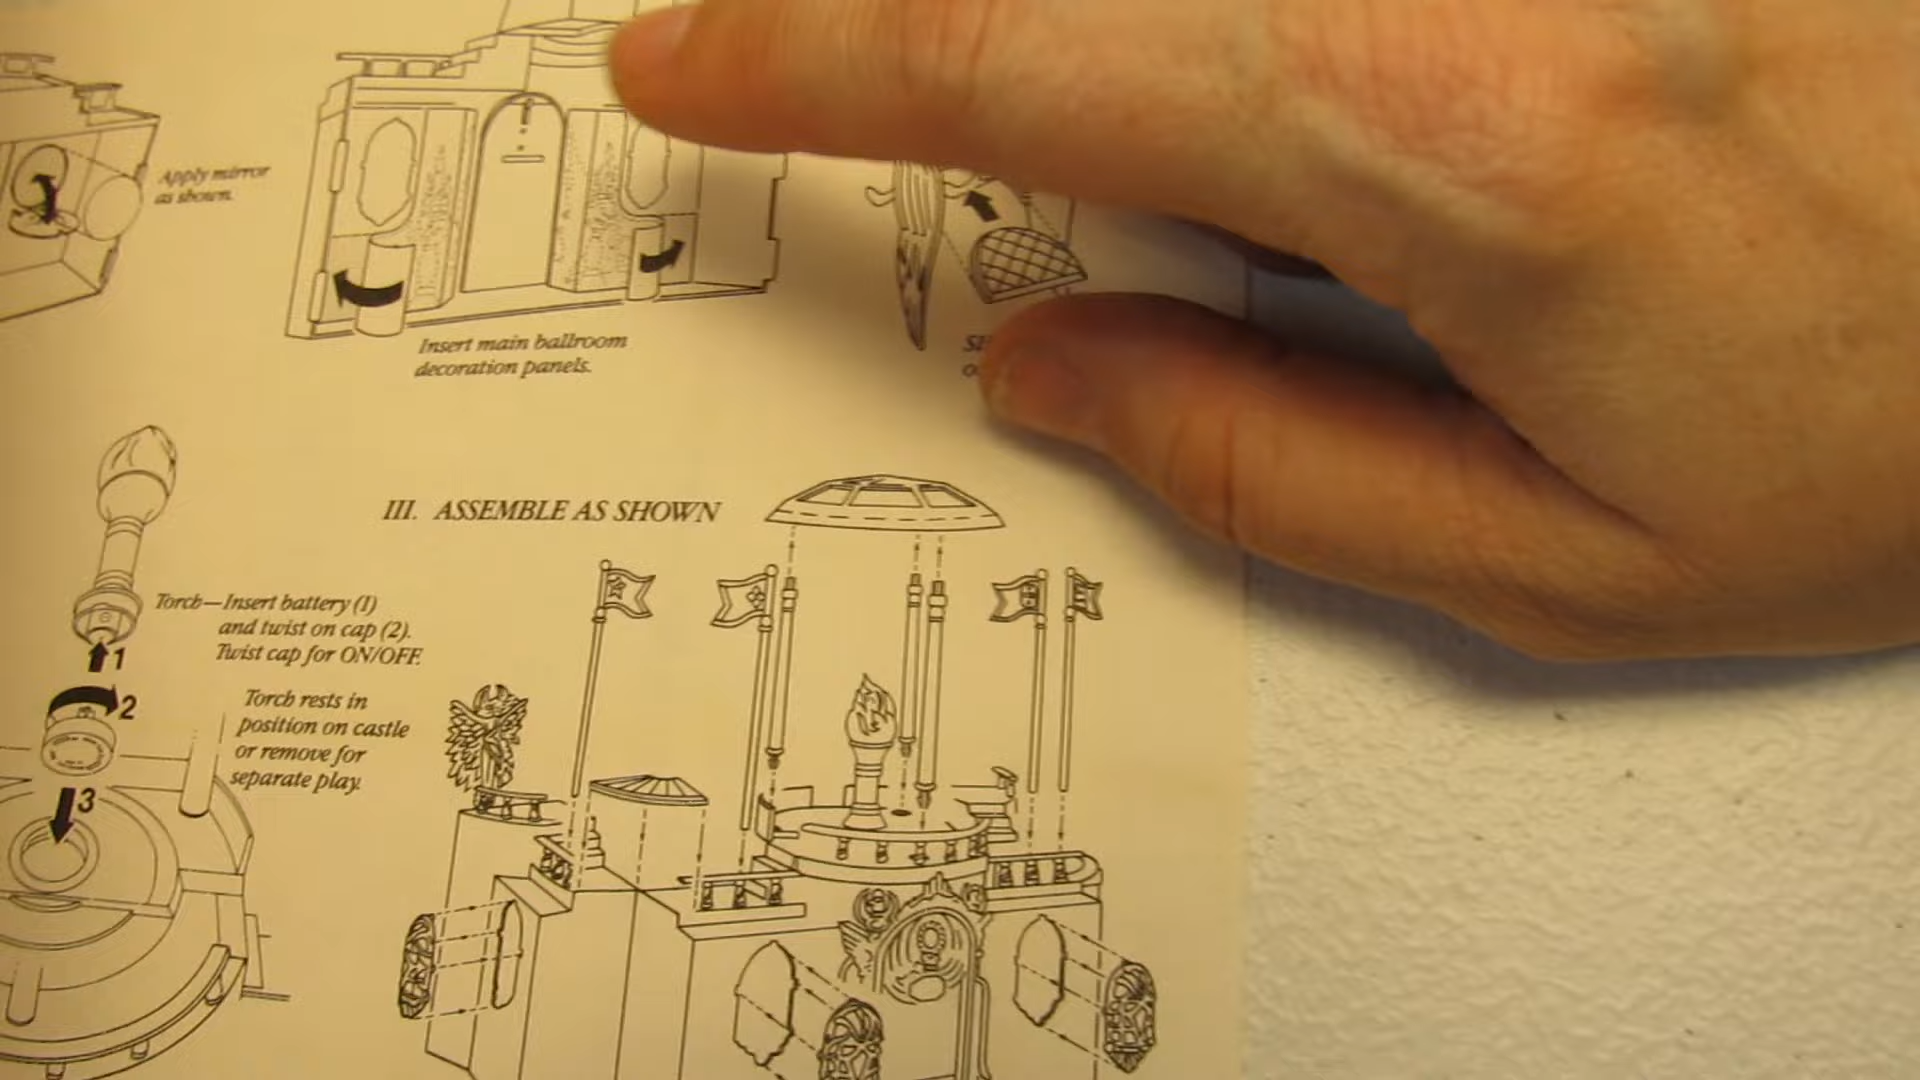 Apply mirror
as shown.
Insert main ballroom
decoration panels.
III. ASSEMBLE AS SHOWN
Torch—Insert battery (1)
and twist on cap (2).
Twist cap for ON/OFF.
1
2
Torch rests in
position on castle
or remove for
separate play.
3